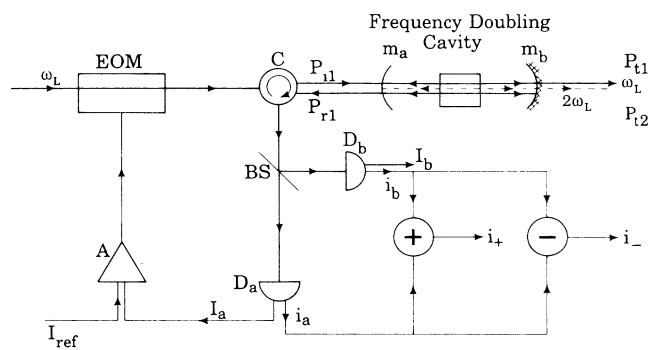 Frequency Doubling
Cavity
EOM
C
m_a
m_b
ω_L
P_i1
P_r1
P_t1
ω_L
2ω_L
P_t2
BS
D_b
I_b
i_b
A
+
i_+
−
i_−
D_a
I_a
i_a
I_ref